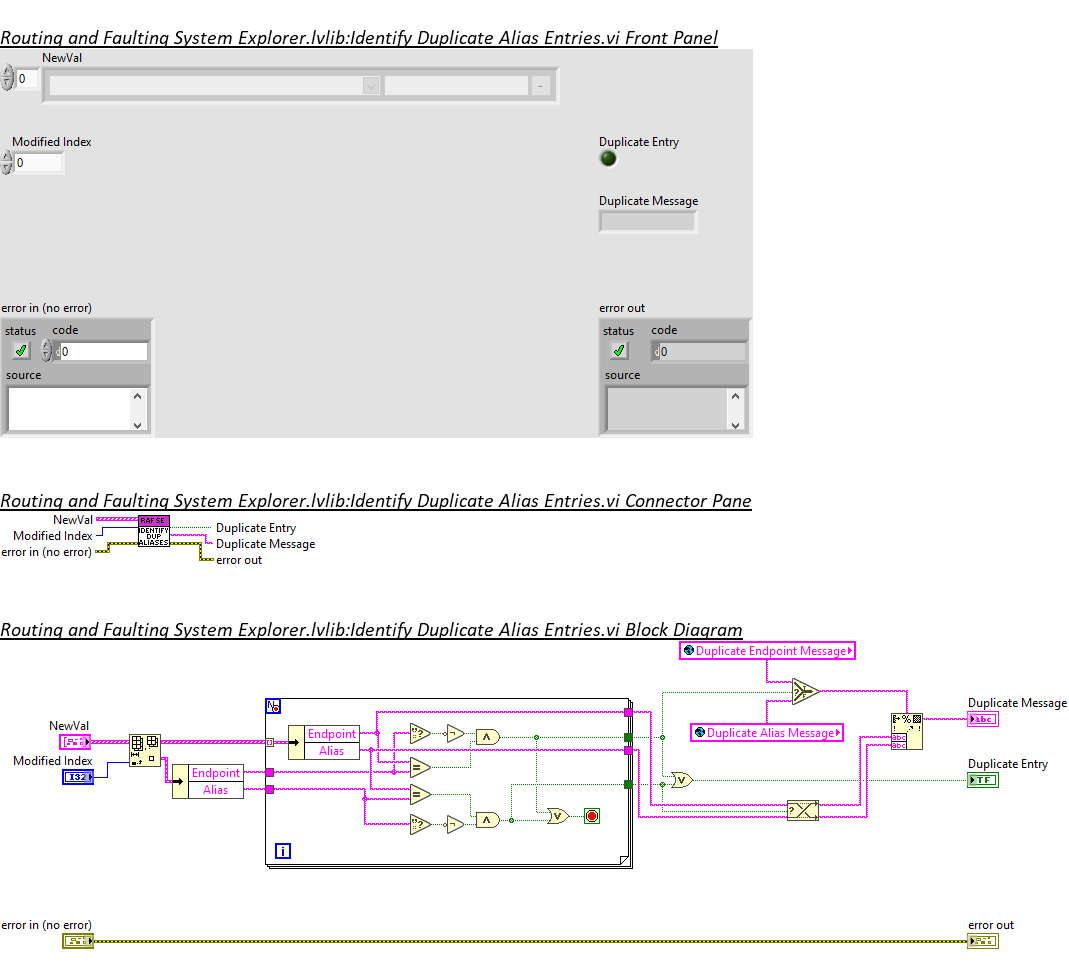 Routing and Faulting System Explorer.lvlib:Identify Duplicate Alias Entries.vi Front Panel
NewVal
0
-
Modified Index
0
Duplicate Entry
Duplicate Message
error in (no error)
status code
d 0
source
error out
status code
d 0
source
Routing and Faulting System Explorer.lvlib:Identify Duplicate Alias Entries.vi Connector Pane
NewVal
Modified Index
error in (no error)
RAFSE
IDENTIFY
DUP
ALIASES
Duplicate Entry
Duplicate Message
error out
Routing and Faulting System Explorer.lvlib:Identify Duplicate Alias Entries.vi Block Diagram
Duplicate Endpoint Message
Duplicate Alias Message
NewVal
Modified Index
I32
Endpoint
Alias
N
Endpoint
Alias
i
Duplicate Message
abc
Duplicate Entry
TF
abc
abc
error in (no error)
error out